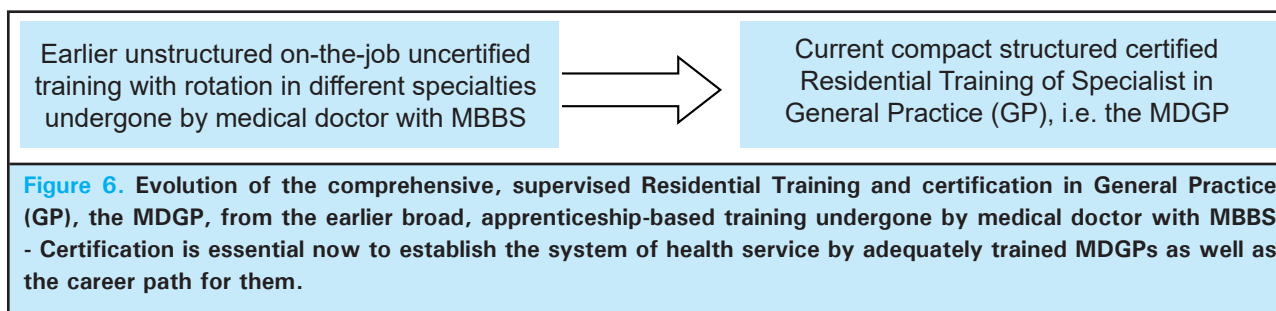 Earlier unstructured on-the-job uncertified
training with rotation in different specialties
undergone by medical doctor with MBBS
Current compact structured certified
Residential Training of Specialist in
General Practice (GP), i.e. the MDGP
Figure 6. Evolution of the comprehensive, supervised Residential Training and certification in General Practice
(GP), the MDGP, from the earlier broad, apprenticeship-based training undergone by medical doctor with MBBS
- Certification is essential now to establish the system of health service by adequately trained MDGPs as well as
the career path for them.